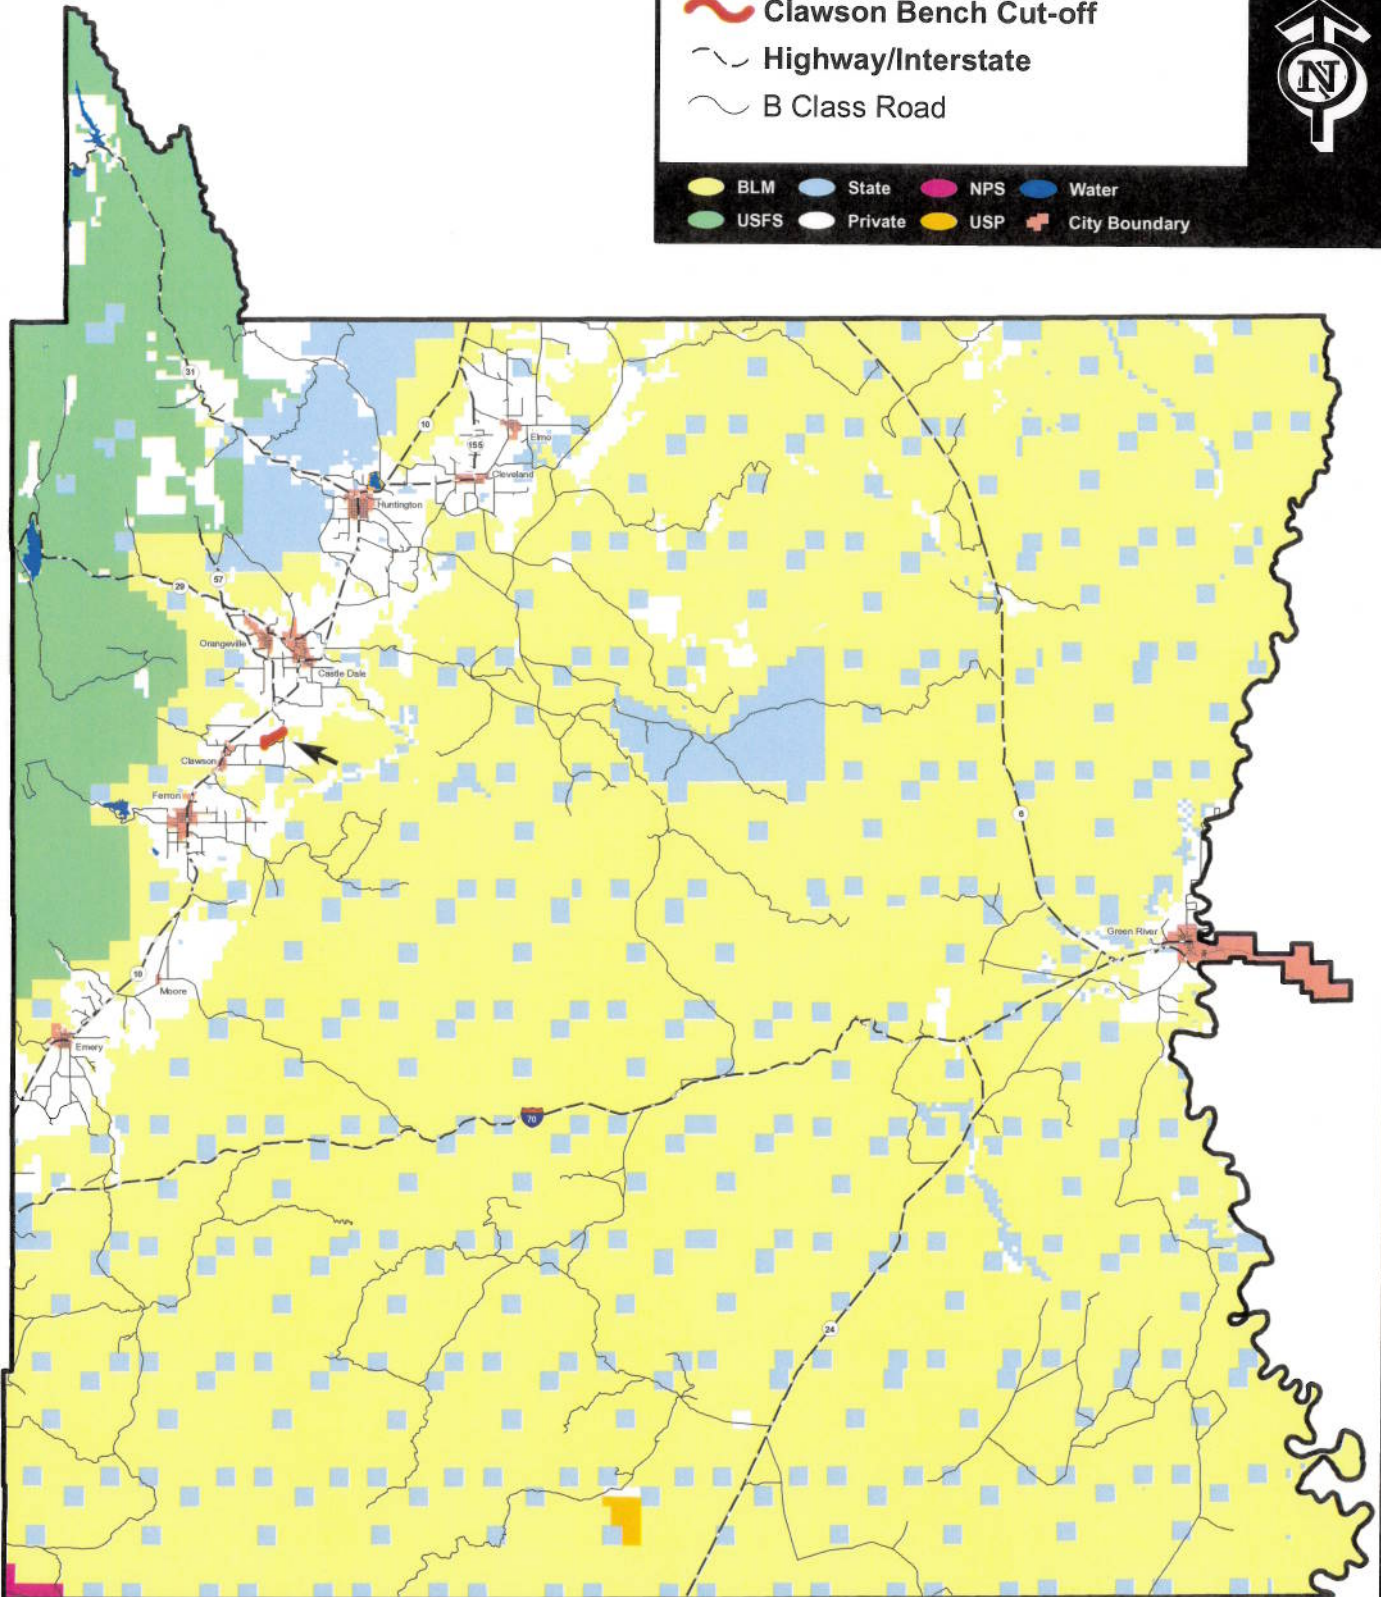 Clawson Bench Cut-off
Highway/Interstate
B Class Road
N
BLM State NPS Water
USFS Private USP City Boundary
31
10
155
Elmo
Cleveland
Huntington
29
57
Orangeville
Castle Dale
Clawson
Ferron
6
Green River
10
Moore
Emery
70
24